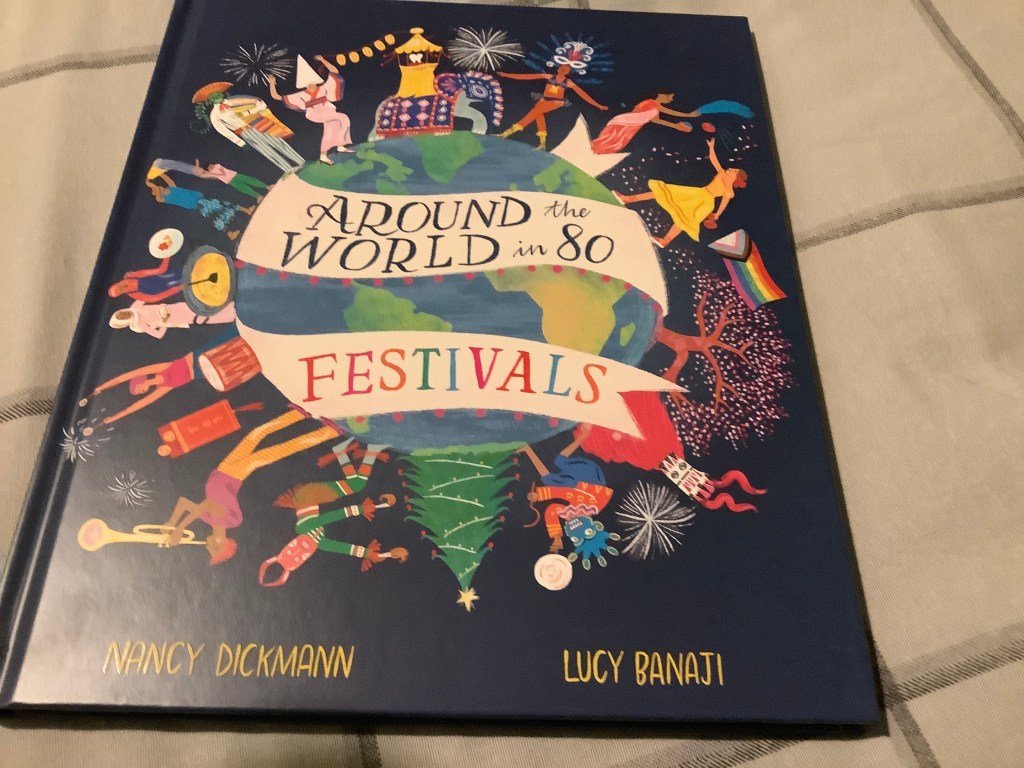 AROUND the
WORLD in 80
FESTIVALS
NANCY DICKMANN
LUCY BANAJI